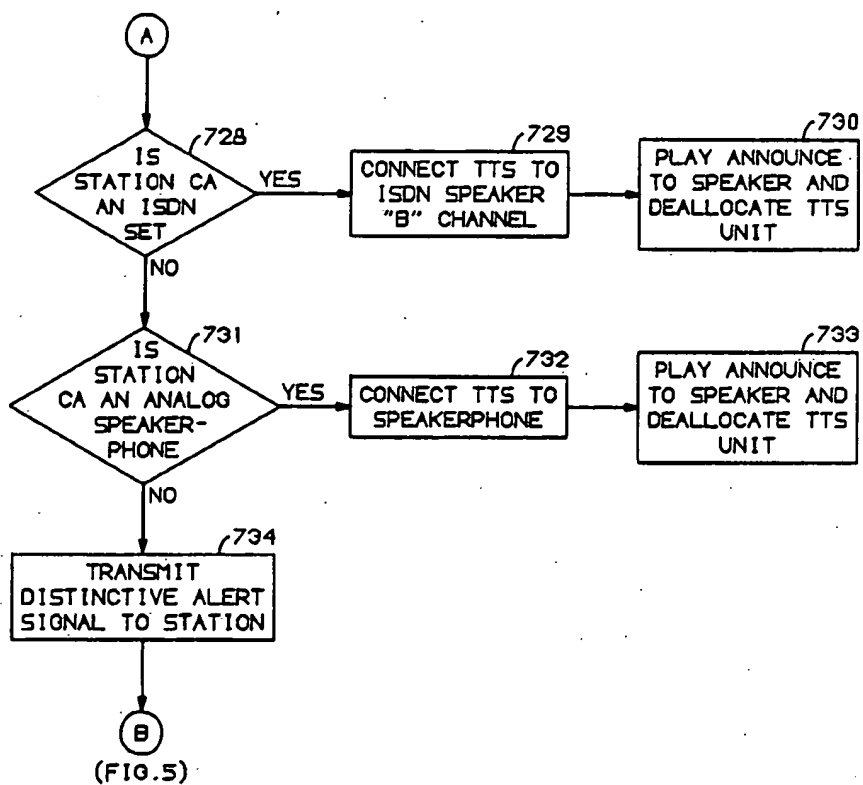 A
728
IS
STATION CA
AN ISDN
SET
YES
NO
729
CONNECT TTS TO
ISDN SPEAKER
"B" CHANNEL
730
PLAY ANNOUNCE
TO SPEAKER AND
DEALLOCATE TTS
UNIT
731
IS
STATION
CA AN ANALOG
SPEAKER-
PHONE
YES
NO
732
CONNECT TTS TO
SPEAKERPHONE
733
PLAY ANNOUNCE
TO SPEAKER AND
DEALLOCATE TTS
UNIT
734
TRANSMIT
DISTINCTIVE ALERT
SIGNAL TO STATION
B
(FIG.5)